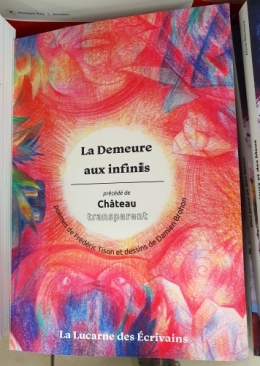 La Demeure
aux infinis
précédé de
Château
transparent
poèmes de Frédéric Tison et dessins de Damien Brohon
La Lucarne des Écrivains